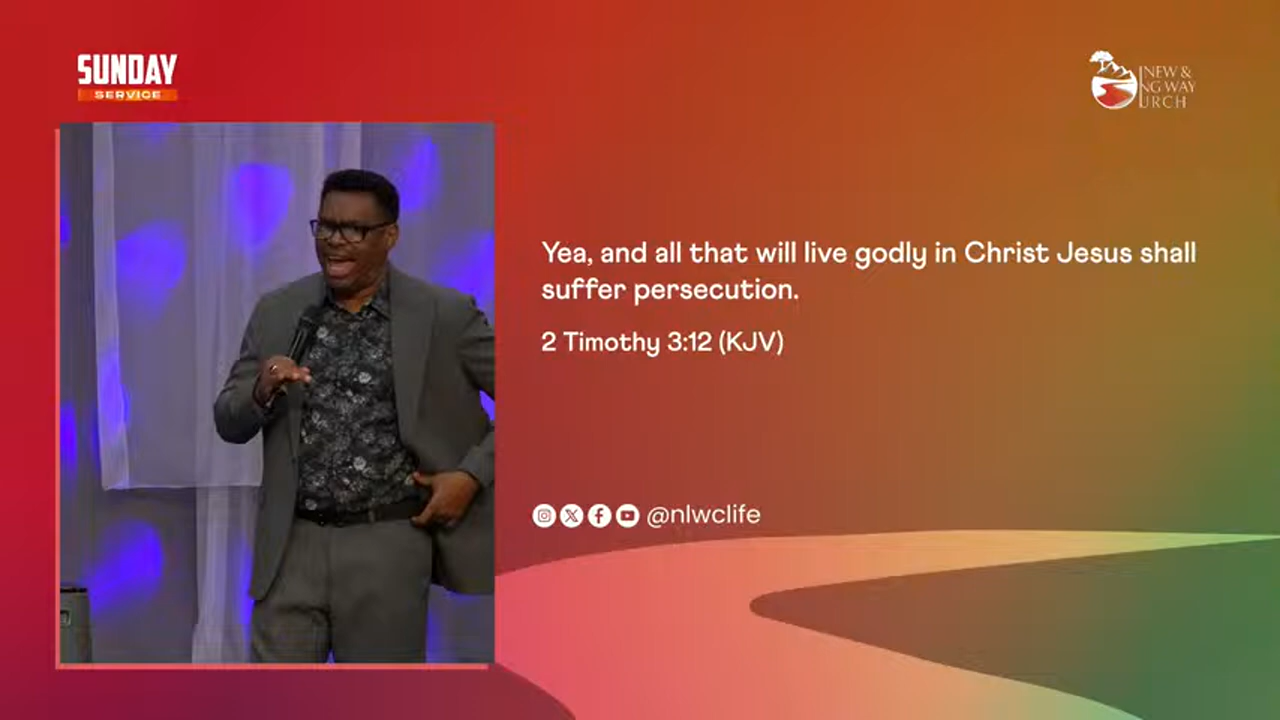 SUNDAY
SERVICE
NEW &
NG WAY
URCH
Yea, and all that will live godly in Christ Jesus shall
suffer persecution.
2 Timothy 3:12 (KJV)
@nlwclife